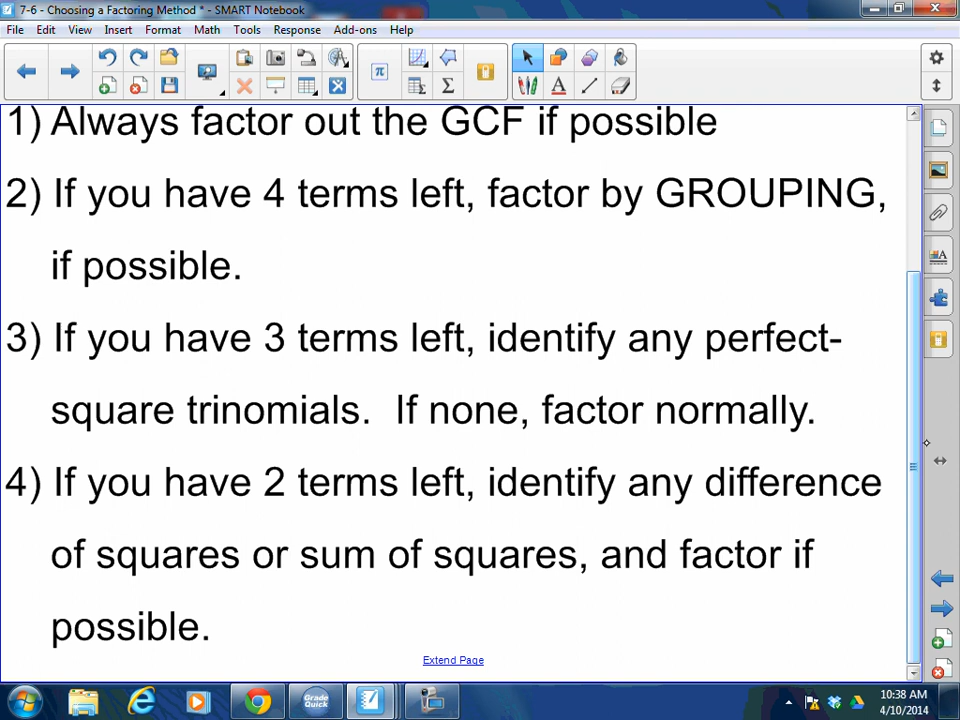 7-6 - Choosing a Factoring Method * - SMART Notebook
File Edit View Insert Format Math Tools Response Add-ons Help
1) Always factor out the GCF if possible
2) If you have 4 terms left, factor by GROUPING,
if possible.
3) If you have 3 terms left, identify any perfect-
square trinomials. If none, factor normally.
4) If you have 2 terms left, identify any difference
of squares or sum of squares, and factor if
possible.
Extend Page
Grade
Quick
10:38 AM
4/10/2014